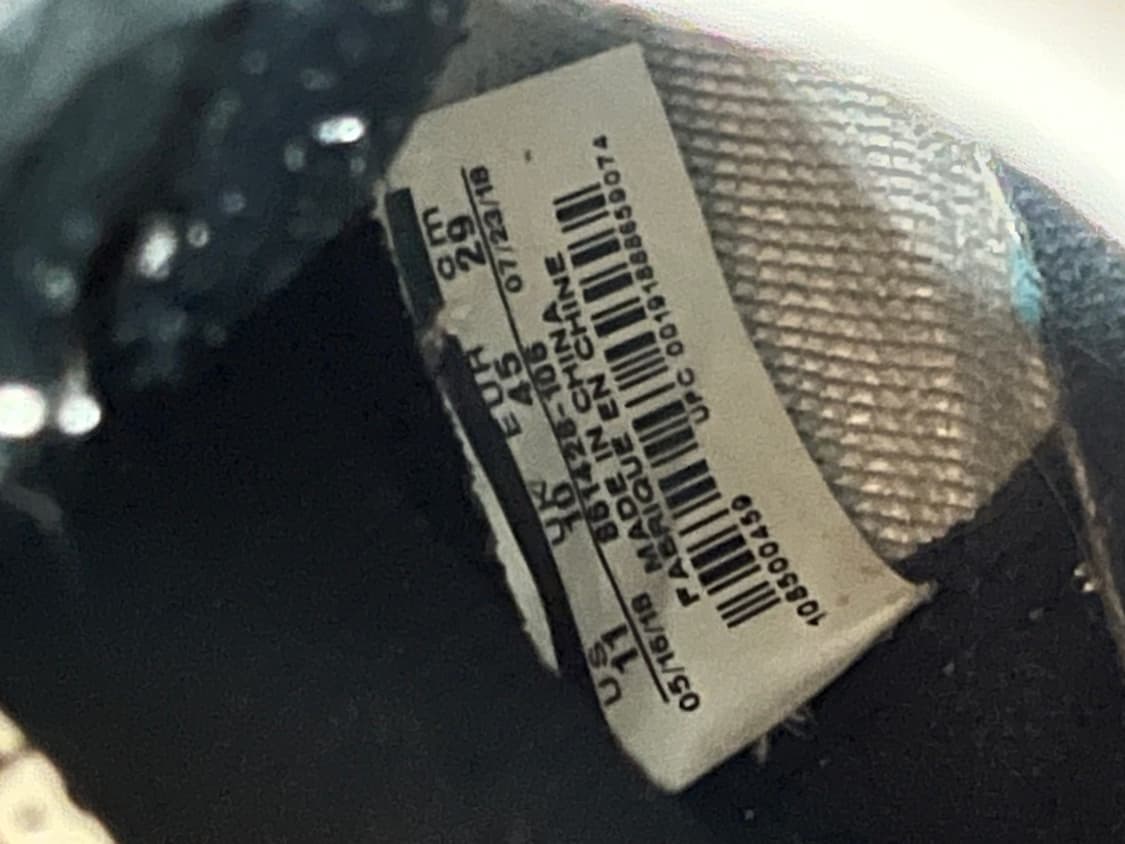 US UK EUR cm
11 10 45 29
05/16/18 861428-106 07/23/18
MADE IN CHINA
FABRIQUE EN CHINE
UPC 00191888659074
1085000459